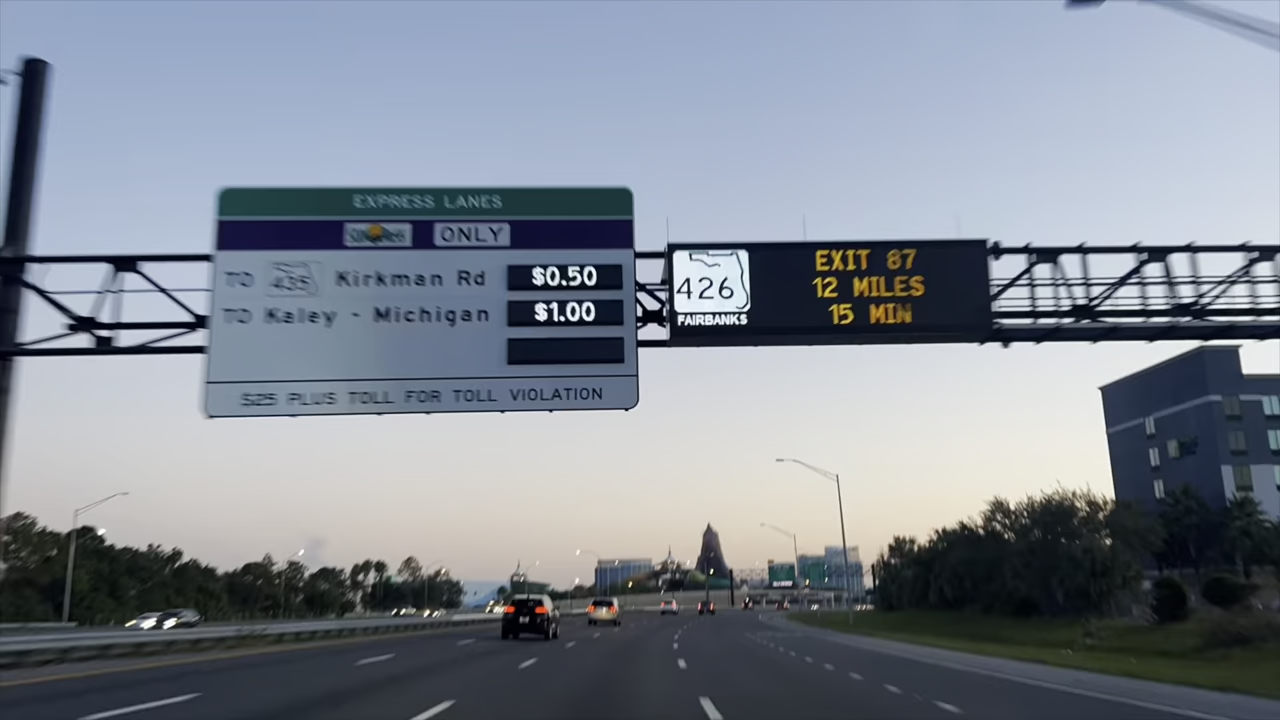 EXPRESS LANES
SUNPASS ONLY
TO 435 Kirkman Rd $0.50
TO Kaley - Michigan $1.00
$25 PLUS TOLL FOR TOLL VIOLATION
426
FAIRBANKS
EXIT 87
12 MILES
15 MIN